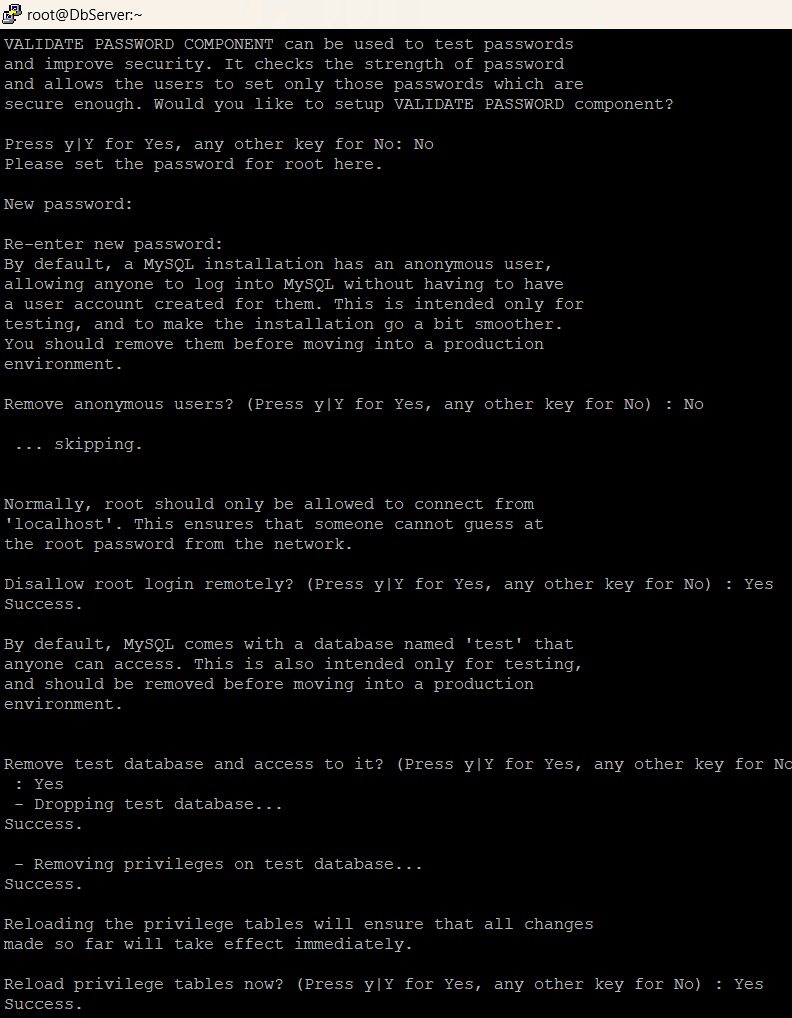 root@DbServer:~
VALIDATE PASSWORD COMPONENT can be used to test passwords
and improve security. It checks the strength of password
and allows the users to set only those passwords which are
secure enough. Would you like to setup VALIDATE PASSWORD component?
Press y|Y for Yes, any other key for No: No
Please set the password for root here.
New password:
Re-enter new password:
By default, a MySQL installation has an anonymous user,
allowing anyone to log into MySQL without having to have
a user account created for them. This is intended only for
testing, and to make the installation go a bit smoother.
You should remove them before moving into a production
environment.
Remove anonymous users? (Press y|Y for Yes, any other key for No) : No
... skipping.
Normally, root should only be allowed to connect from
'localhost'. This ensures that someone cannot guess at
the root password from the network.
Disallow root login remotely? (Press y|Y for Yes, any other key for No) : Yes
Success.
By default, MySQL comes with a database named 'test' that
anyone can access. This is also intended only for testing,
and should be removed before moving into a production
environment.
Remove test database and access to it? (Press y|Y for Yes, any other key for No
: Yes
- Dropping test database...
Success.
- Removing privileges on test database...
Success.
Reloading the privilege tables will ensure that all changes
made so far will take effect immediately.
Reload privilege tables now? (Press y|Y for Yes, any other key for No) : Yes
Success.